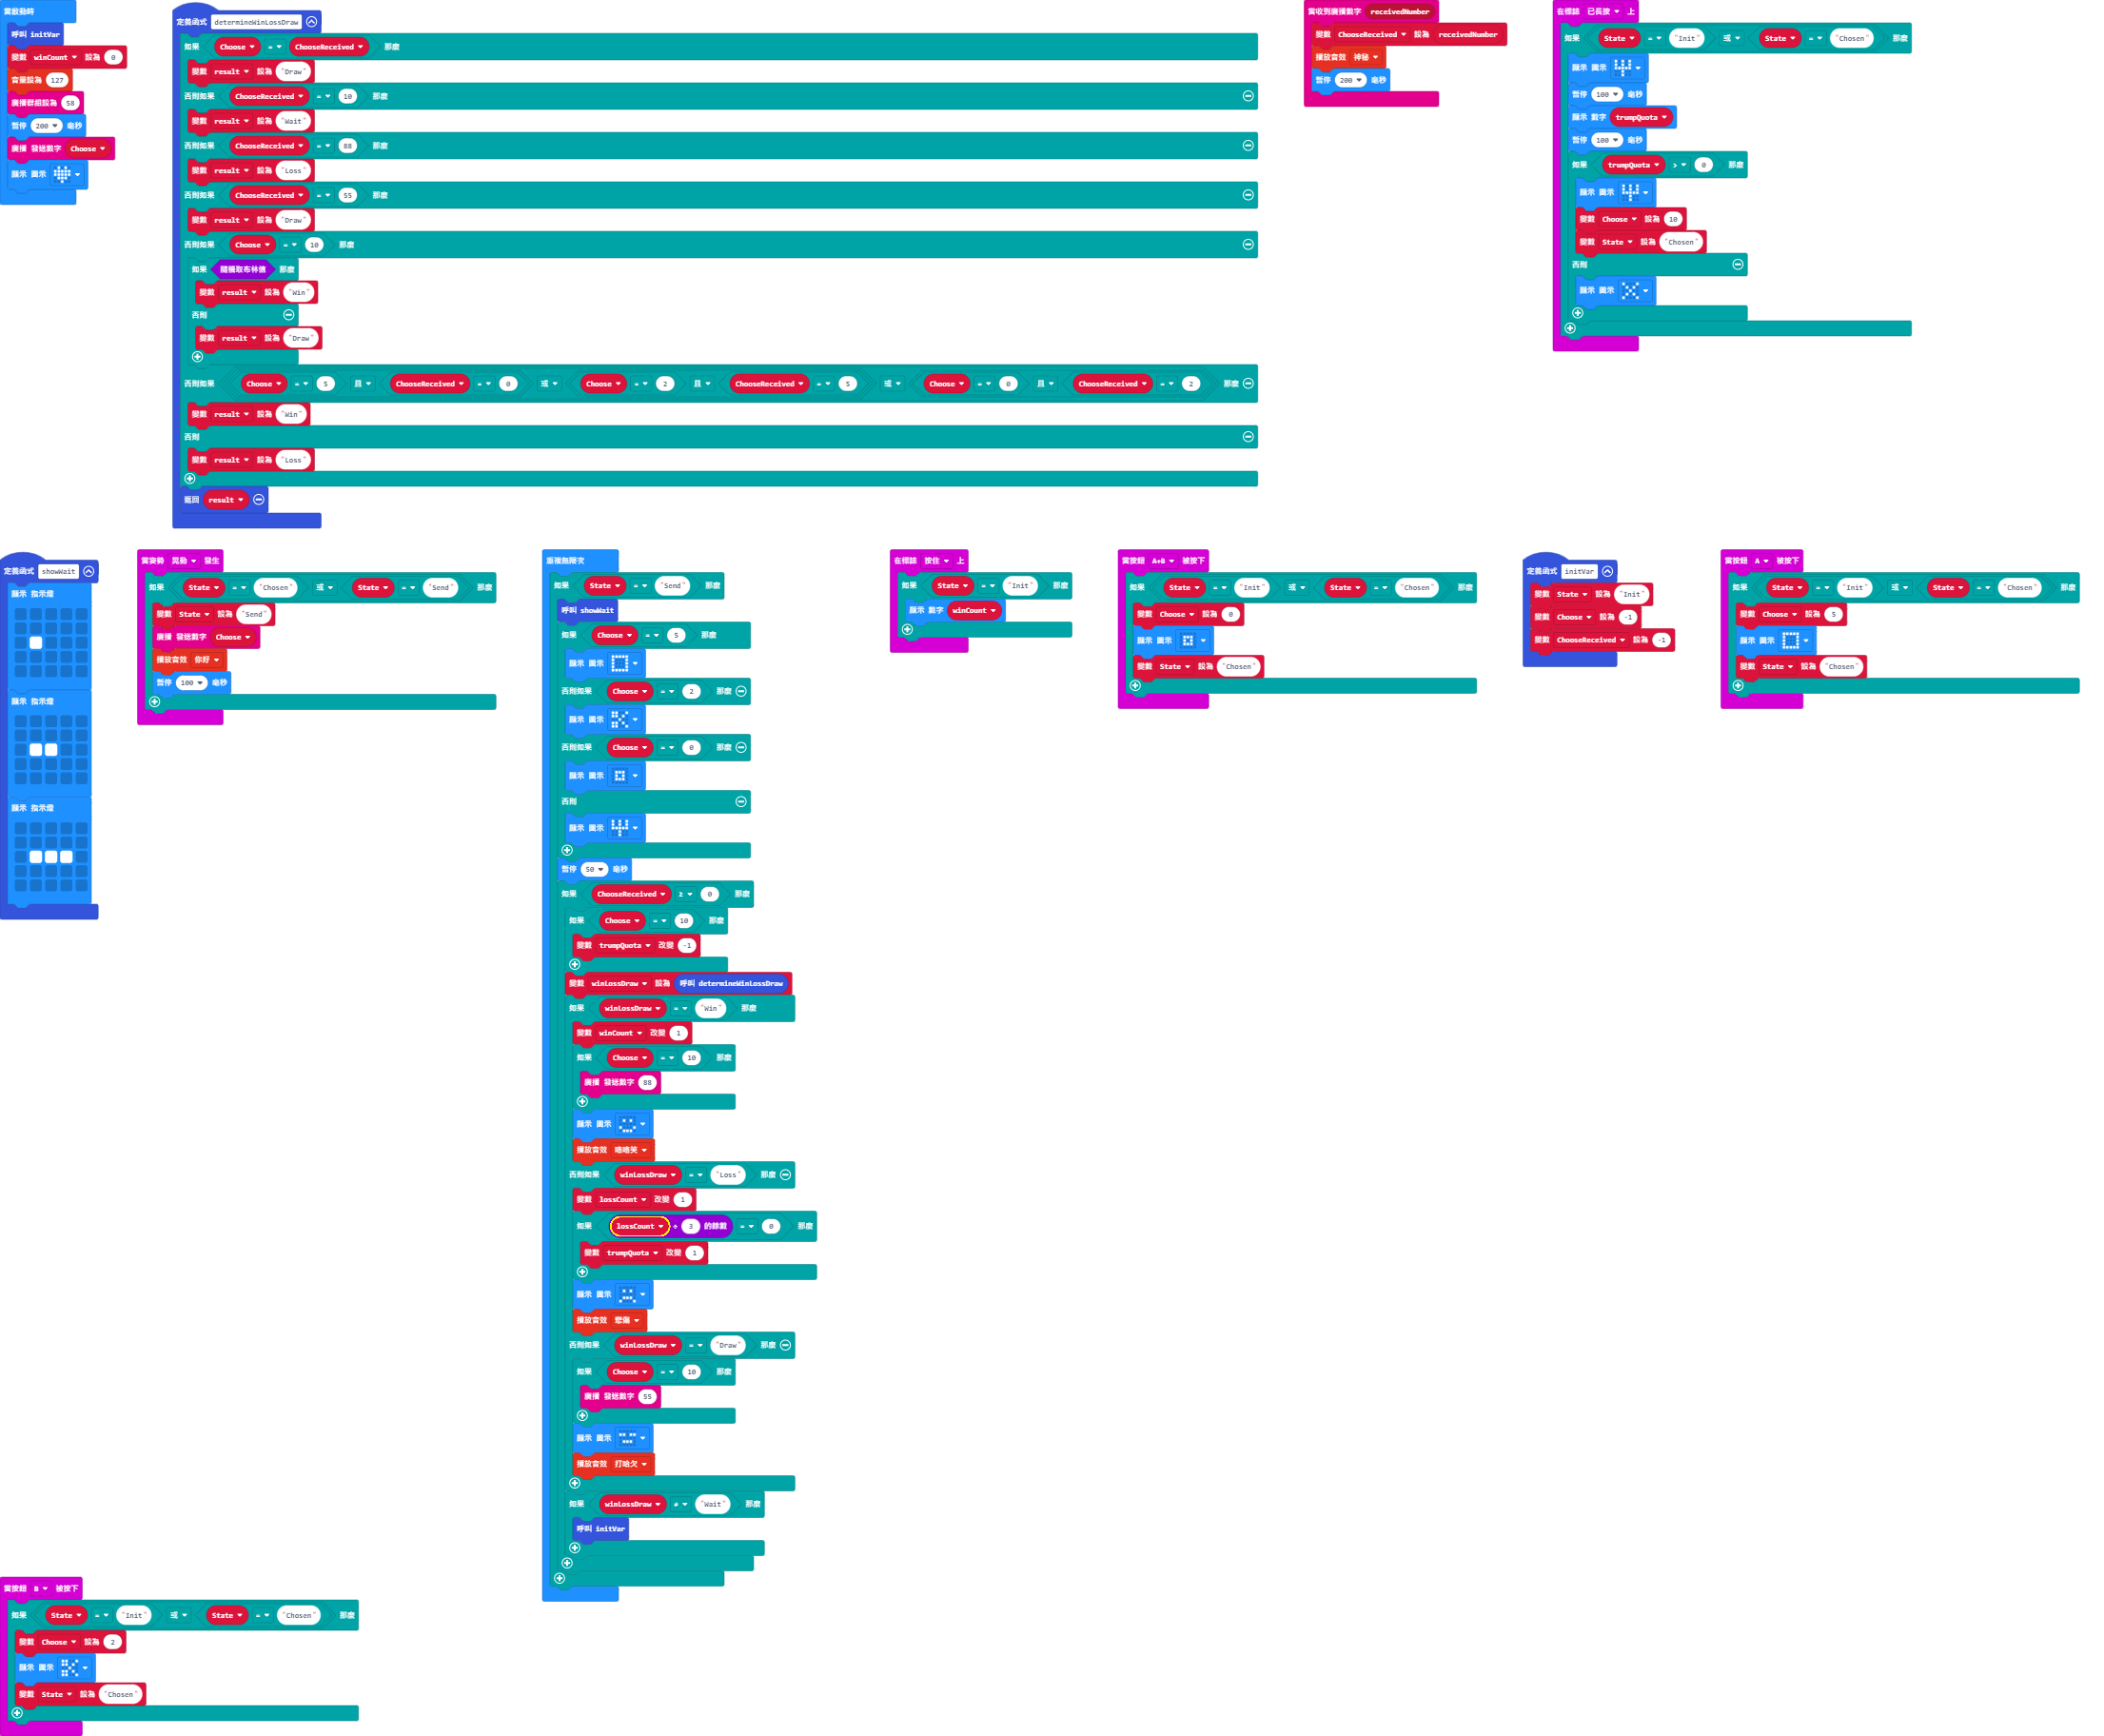 當啟動時
呼叫 initVar
變數 winCount 設為 0
音量設為 127
廣播群組設為 58
暫停 200 毫秒
廣播 發送數字 Choose
顯示 圖示
定義函式 determineWinLossDraw
如果 Choose = ChooseReceived 那麼
變數 result 設為 "Draw"
否則如果 ChooseReceived = 10 那麼
變數 result 設為 "Wait"
否則如果 ChooseReceived = 88 那麼
變數 result 設為 "Loss"
否則如果 ChooseReceived = 55 那麼
變數 result 設為 "Draw"
否則如果 Choose = 10 那麼
如果 隨機取布林值 那麼
變數 result 設為 "Win"
否則
變數 result 設為 "Draw"
否則如果 Choose = 5 且 ChooseReceived = 0 或 Choose = 2 且 ChooseReceived = 5 或 Choose = 0 且 ChooseReceived = 2 那麼
變數 result 設為 "Win"
否則
變數 result 設為 "Loss"
返回 result
當收到廣播數字 receivedNumber
變數 ChooseReceived 設為 receivedNumber
播放音效 神秘
暫停 200 毫秒
在標誌 已長按 上
如果 State = "Init" 或 State = "Chosen" 那麼
顯示 圖示
暫停 100 毫秒
顯示 數字 trumpQuota
暫停 100 毫秒
如果 trumpQuota > 0 那麼
顯示 圖示
變數 Choose 設為 10
變數 State 設為 "Chosen"
否則
顯示 圖示
定義函式 showWait
顯示 指示燈
顯示 指示燈
顯示 指示燈
當姿勢 晃動 發生
如果 State = "Chosen" 或 State = "Send" 那麼
變數 State 設為 "Send"
廣播 發送數字 Choose
播放音效 你好
暫停 100 毫秒
重複無限次
如果 State = "Send" 那麼
呼叫 showWait
如果 Choose = 5 那麼
顯示 圖示
否則如果 Choose = 2 那麼
顯示 圖示
否則如果 Choose = 0 那麼
顯示 圖示
否則
顯示 圖示
暫停 50 毫秒
如果 ChooseReceived ≥ 0 那麼
如果 Choose = 10 那麼
變數 trumpQuota 改變 -1
變數 winLossDraw 設為 呼叫 determineWinLossDraw
如果 winLossDraw = "Win" 那麼
變數 winCount 改變 1
如果 Choose = 10 那麼
廣播 發送數字 88
顯示 圖示
播放音效 咯咯笑
否則如果 winLossDraw = "Loss" 那麼
變數 lossCount 改變 1
如果 lossCount ÷ 3 的餘數 = 0 那麼
變數 trumpQuota 改變 1
顯示 圖示
播放音效 悲傷
否則如果 winLossDraw = "Draw" 那麼
如果 Choose = 10 那麼
廣播 發送數字 55
顯示 圖示
播放音效 打哈欠
如果 winLossDraw ≠ "Wait" 那麼
呼叫 initVar
在標誌 按住 上
如果 State = "Init" 那麼
顯示 數字 winCount
當按鈕 A+B 被按下
如果 State = "Init" 或 State = "Chosen" 那麼
變數 Choose 設為 0
顯示 圖示
變數 State 設為 "Chosen"
定義函式 initVar
變數 State 設為 "Init"
變數 Choose 設為 -1
變數 ChooseReceived 設為 -1
當按鈕 A 被按下
如果 State = "Init" 或 State = "Chosen" 那麼
變數 Choose 設為 5
顯示 圖示
變數 State 設為 "Chosen"
當按鈕 B 被按下
如果 State = "Init" 或 State = "Chosen" 那麼
變數 Choose 設為 2
顯示 圖示
變數 State 設為 "Chosen"